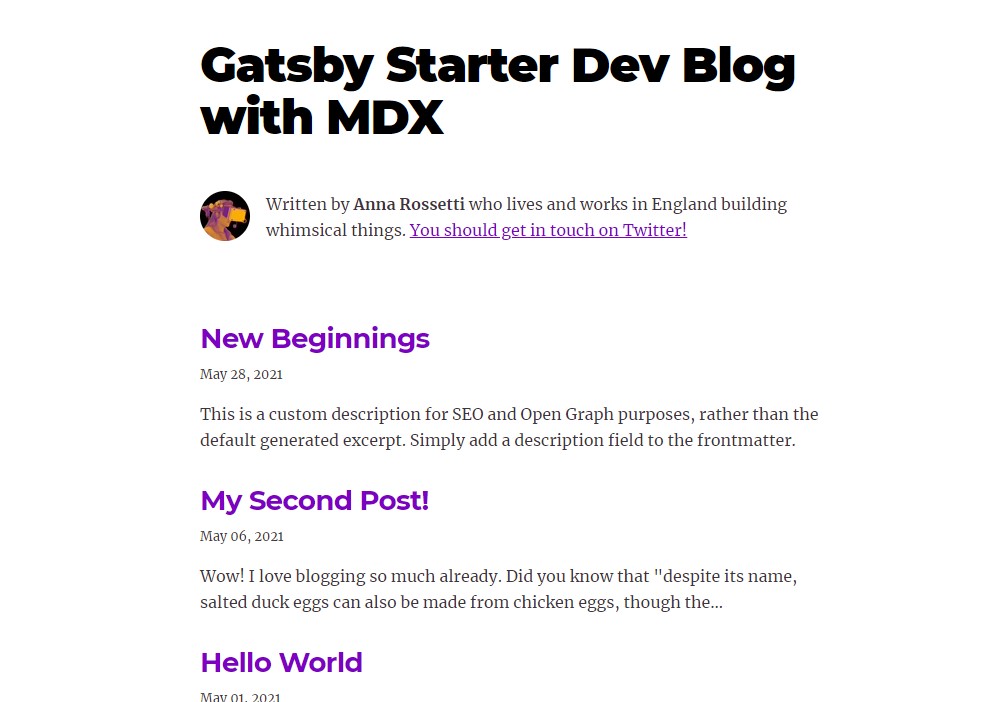 Gatsby Starter Dev Blog
with MDX
Written by Anna Rossetti who lives and works in England building
whimsical things. You should get in touch on Twitter!
New Beginnings
May 28, 2021
This is a custom description for SEO and Open Graph purposes, rather than the
default generated excerpt. Simply add a description field to the frontmatter.
My Second Post!
May 06, 2021
Wow! I love blogging so much already. Did you know that "despite its name,
salted duck eggs can also be made from chicken eggs, though the…
Hello World
May 01, 2021